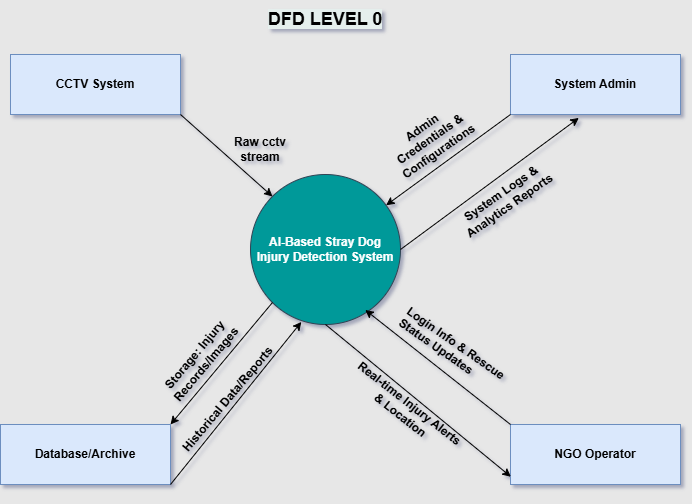 DFD LEVEL 0
CCTV System
System Admin
Raw cctv
stream
Admin
Credentials &
Configurations
System Logs &
Analytics Reports
AI-Based Stray Dog
Injury Detection System
Storage: Injury
Records/Images
Historical Data/Reports
Login Info & Rescue
Status Updates
Real-time Injury Alerts
& Location
Database/Archive
NGO Operator